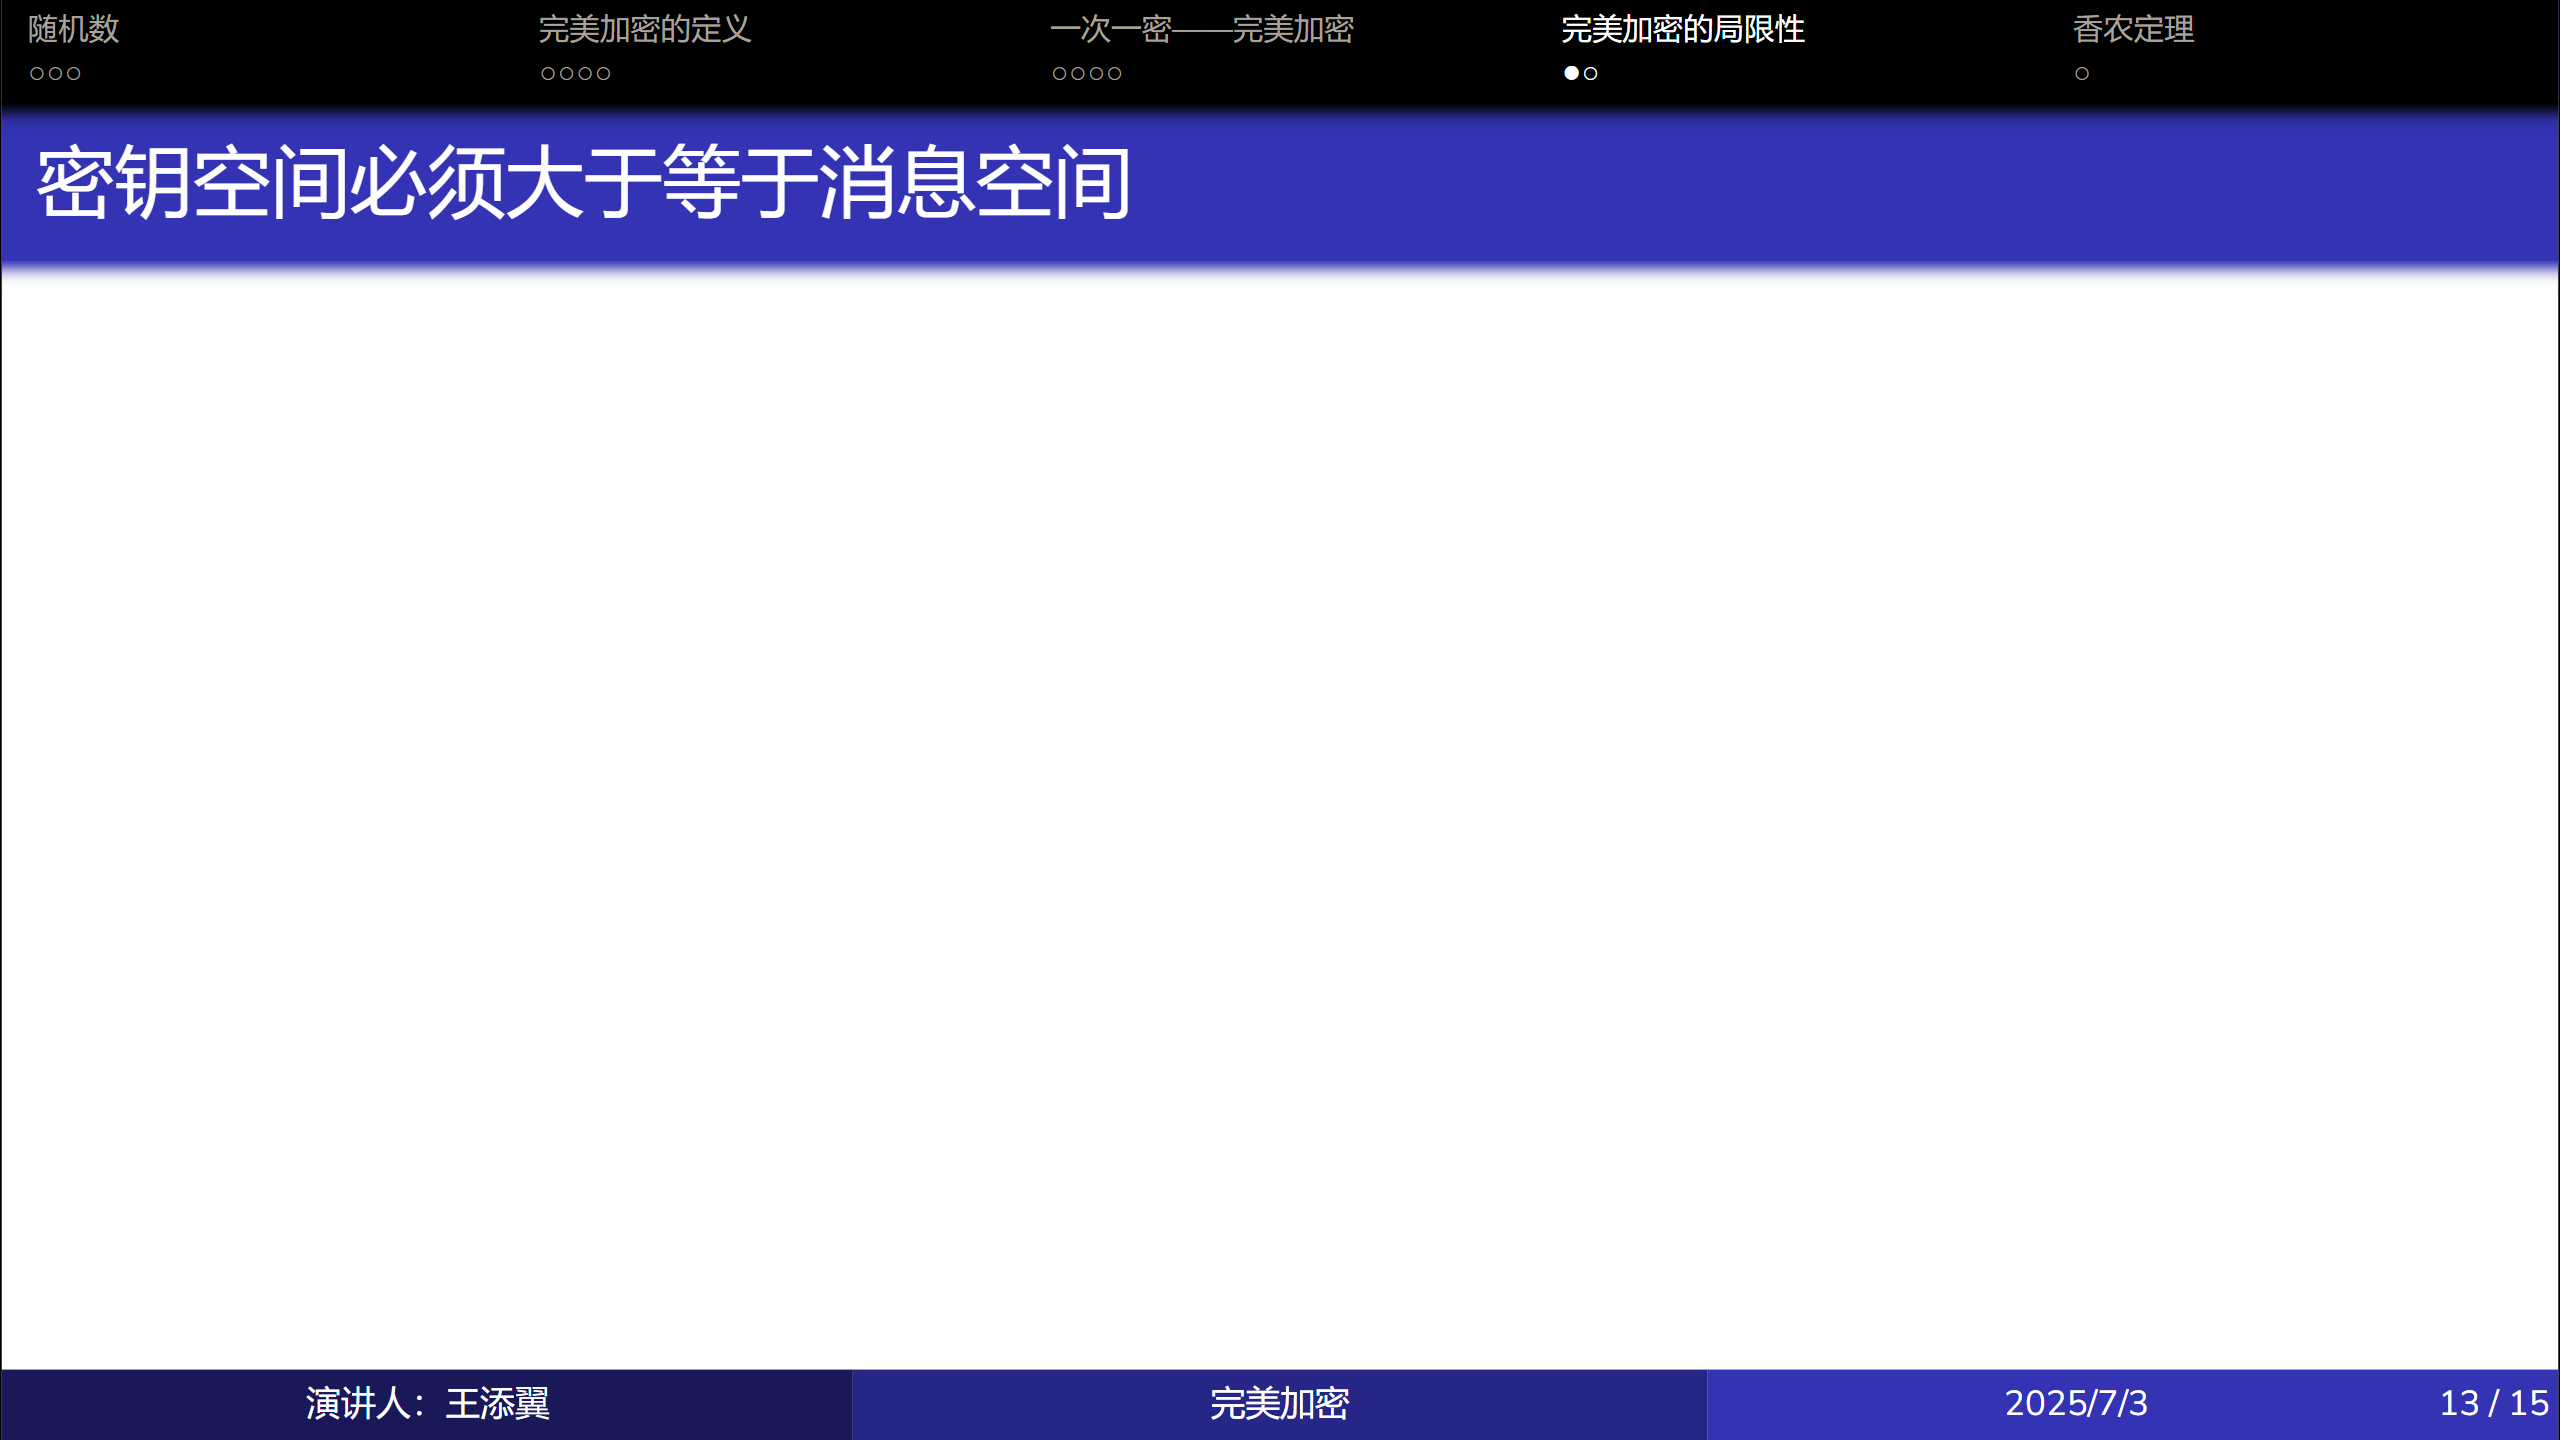 随机数
完美加密的定义
一次一密——完美加密
完美加密的局限性
香农定理
密钥空间必须大于等于消息空间
演讲人：王添翼
完美加密
2025/7/3
13 / 15